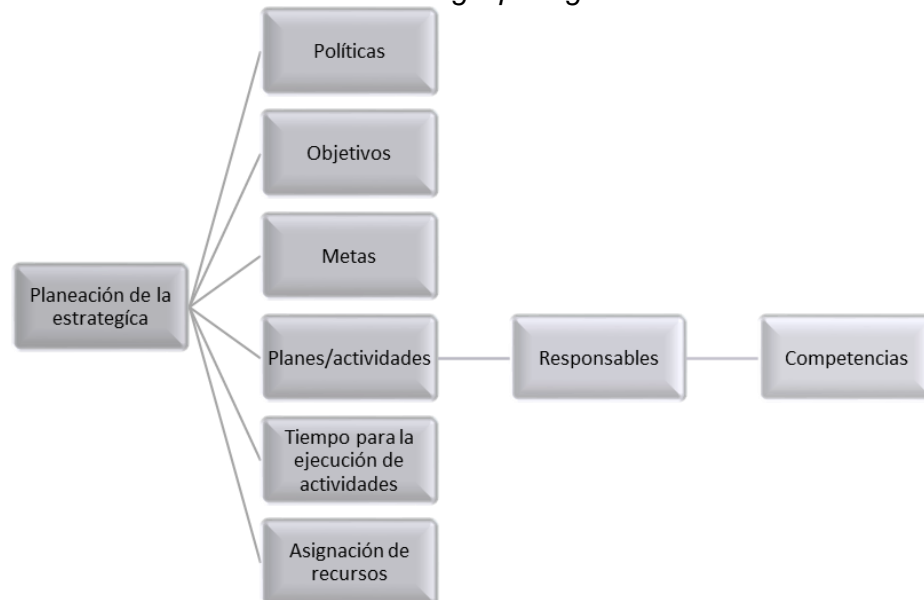 Políticas
Objetivos
Metas
Planeación de la
estrategíca
Planes/actividades
Responsables
Competencias
Tiempo para la
ejecución de
actividades
Asignación de
recursos